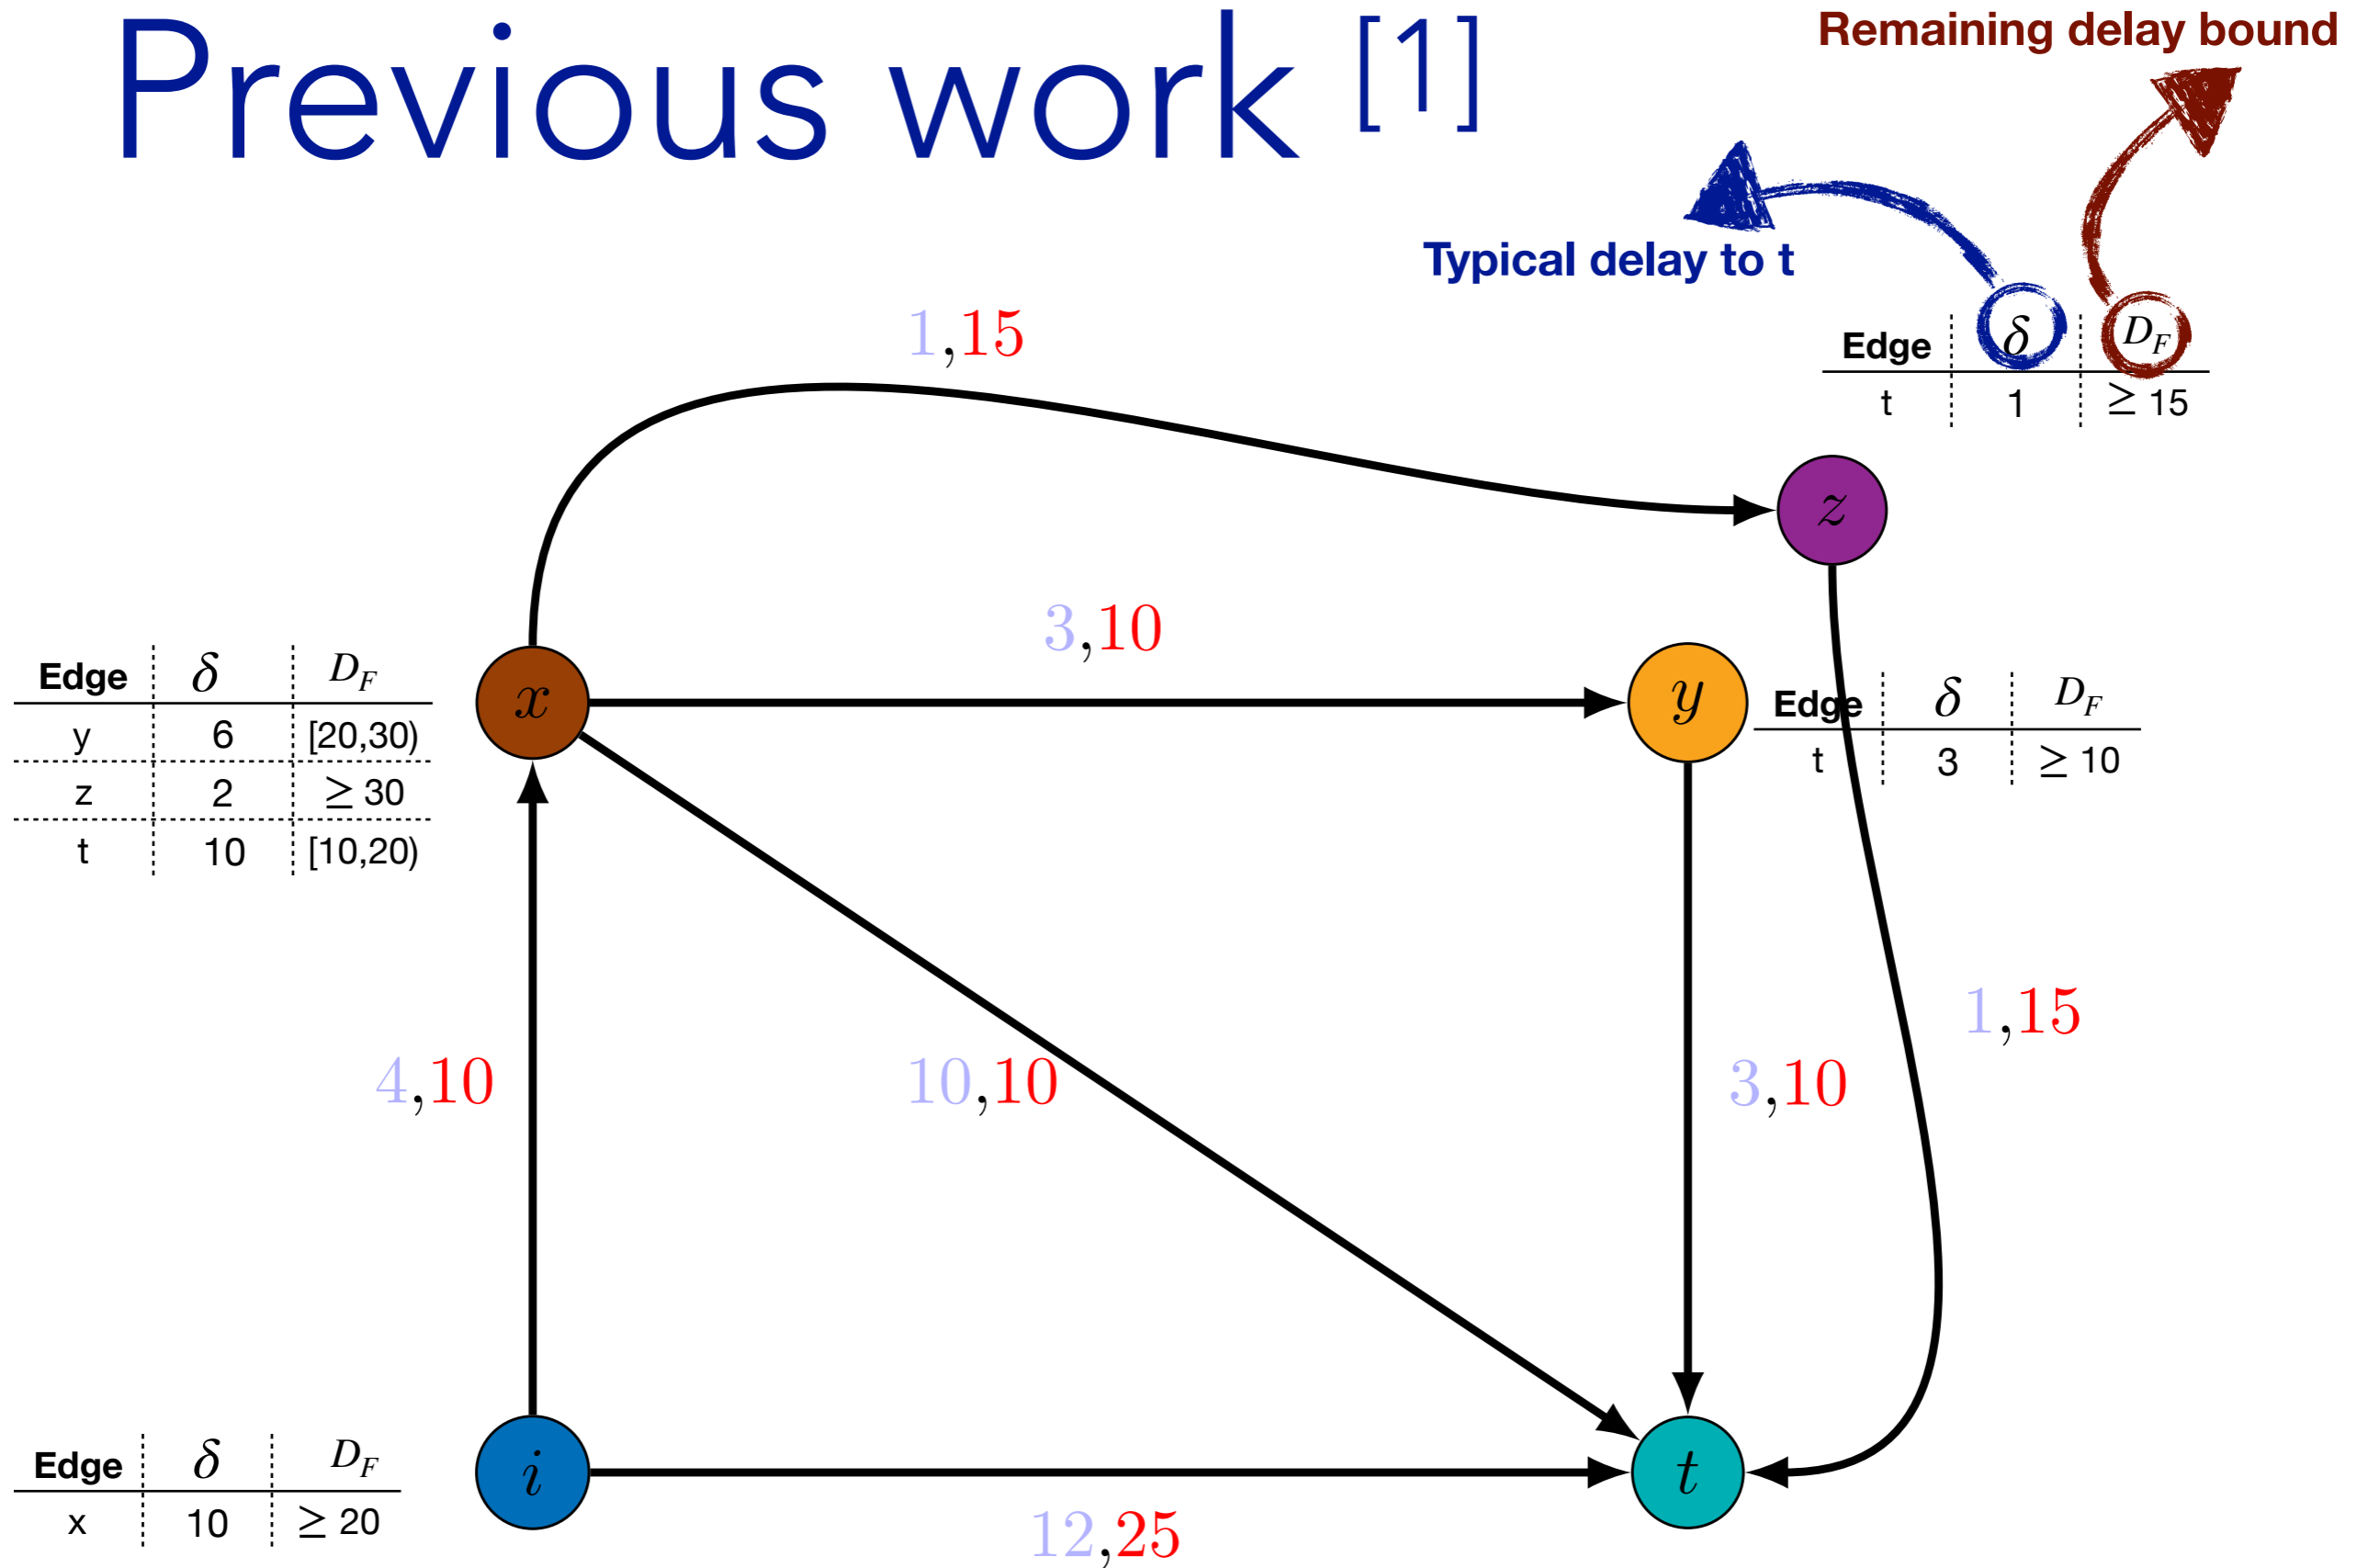 Previous work [1]
Remaining delay bound
Typical delay to t
Edge δ D_F
t 1 ≥ 15
1,15
z
3,10
Edge δ D_F
y 6 [20,30)
z 2 ≥ 30
t 10 [10,20)
x
y
Edge δ D_F
t 3 ≥ 10
4,10
10,10
3,10
1,15
Edge δ D_F
x 10 ≥ 20
i
t
12,25